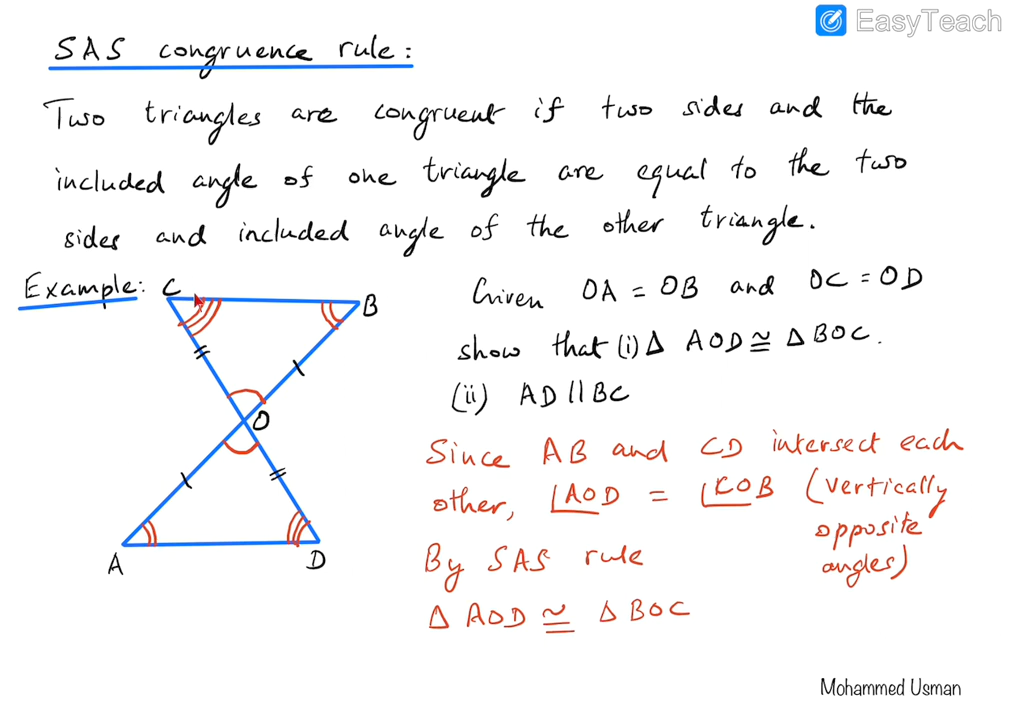 EasyTeach
SAS congruence rule:
Two triangles are congruent if two sides and the
included angle of one triangle are equal to the two
sides and included angle of the other triangle.
Example:
C
B
O
A
D
Given OA = OB and OC = OD
show that (i) Δ AOD ≅ Δ BOC.
(ii) AD || BC
Since AB and CD intersect each
other, ∠AOD = ∠COB (vertically
opposite
angles)
By SAS rule
Δ AOD ≅ Δ BOC
Mohammed Usman